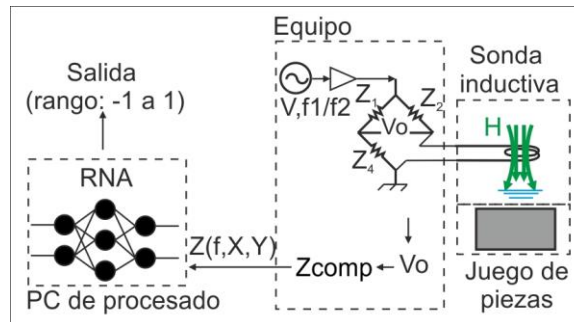 Salida
(rango: -1 a 1)
RNA
PC de procesado
Z(f,X,Y)
Equipo
V,f1/f2
Z1
Vo
Z2
Z4
Zcomp
Vo
Sonda
inductiva
H
Juego de
piezas